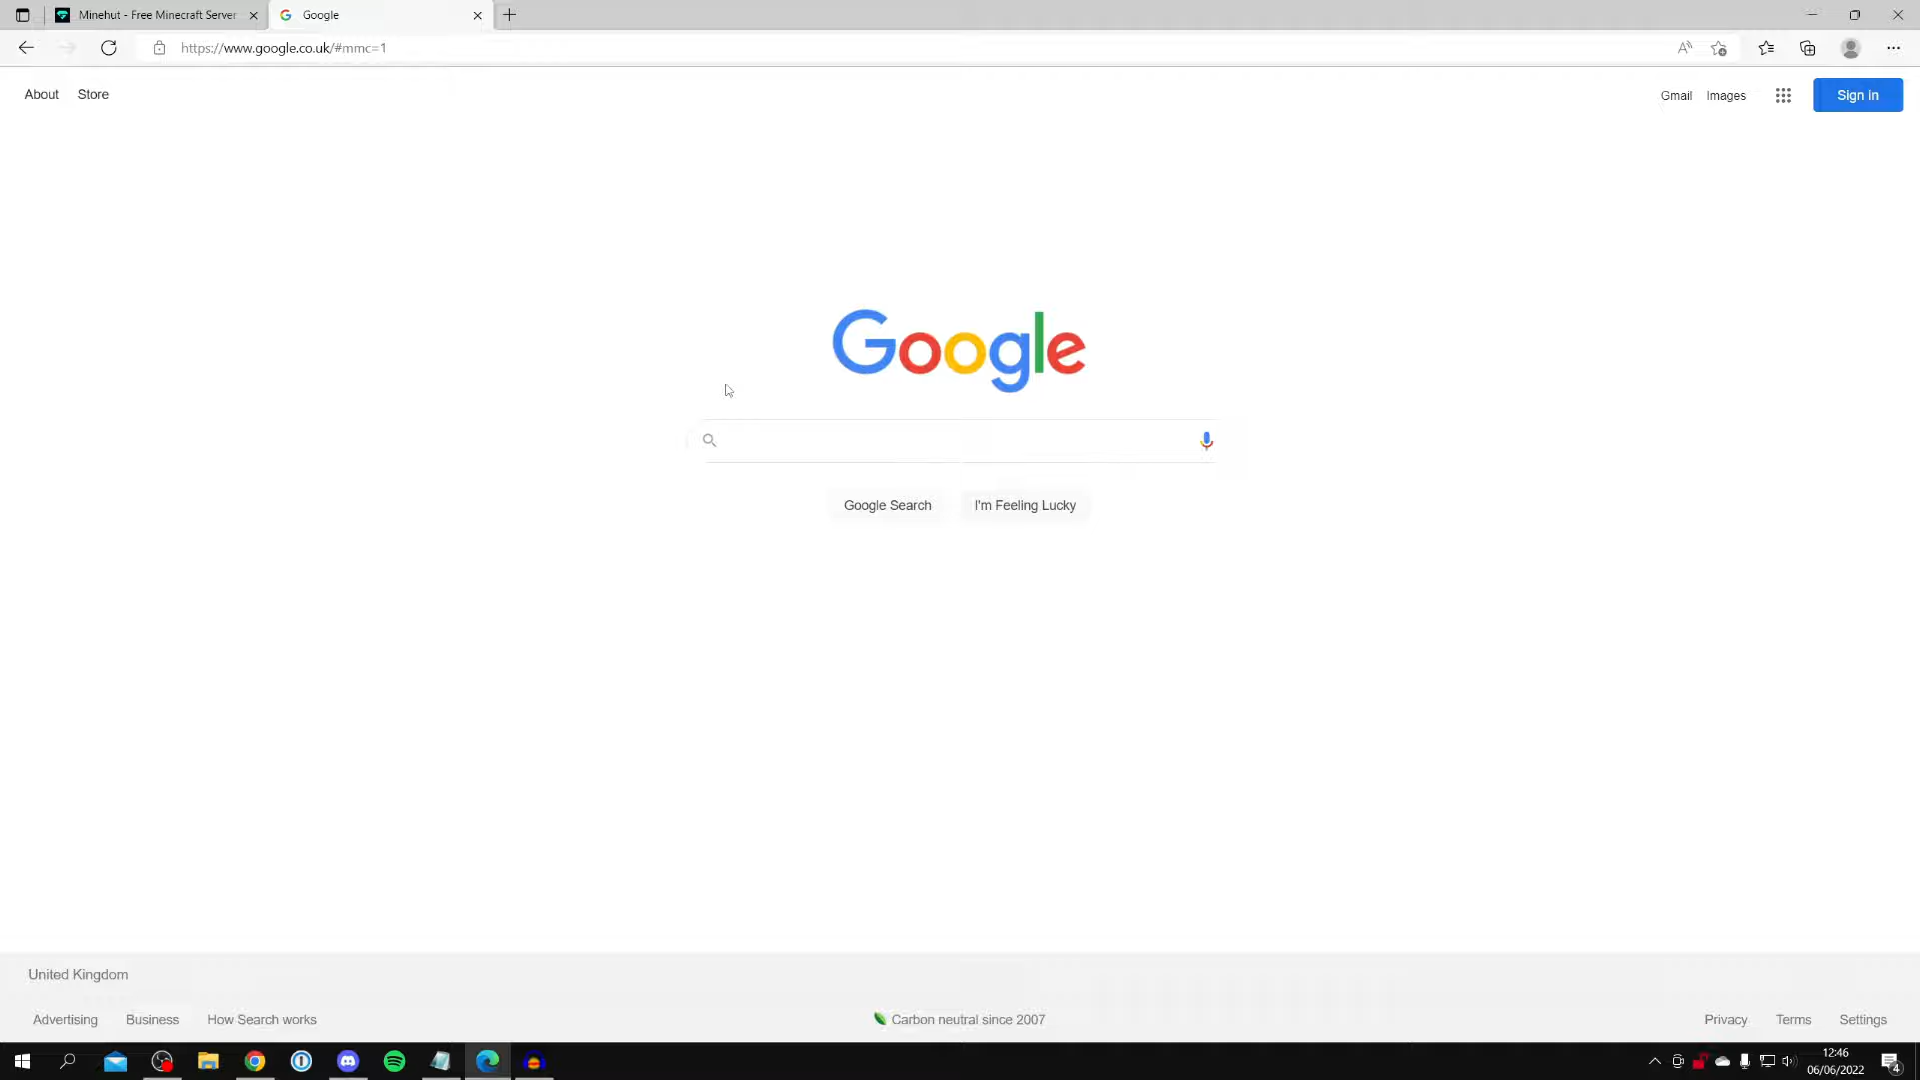 Minehut - Free Minecraft Server
Google
https://www.google.co.uk/#mmc=1
About Store
Gmail Images Sign in
Google
Google Search I'm Feeling Lucky
United Kingdom
Advertising Business How Search works
Carbon neutral since 2007
Privacy Terms Settings
12:46
06/06/2022
4